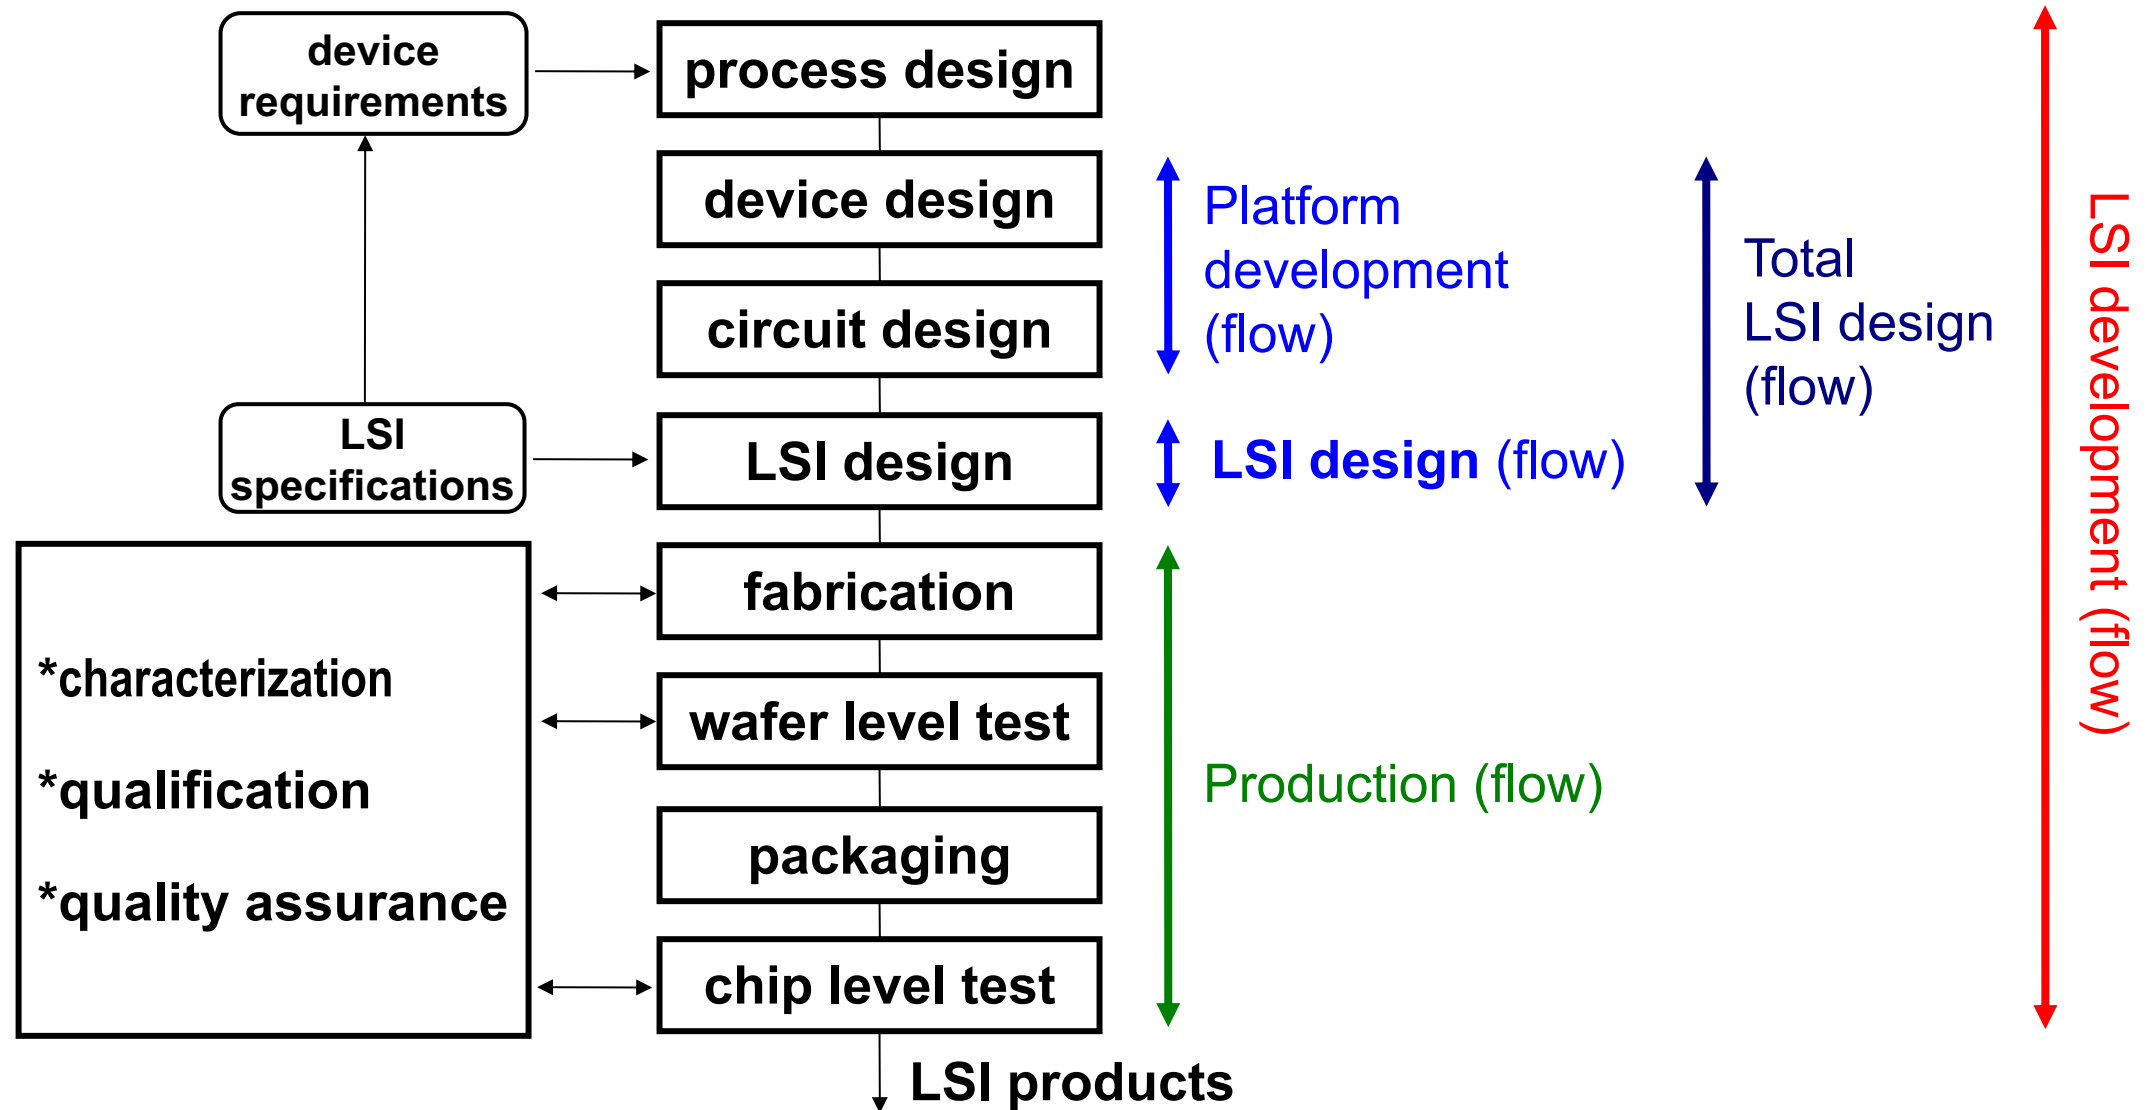 device
requirements
process design
device design
circuit design
LSI
specifications
LSI design
fabrication
wafer level test
packaging
chip level test
LSI products
*characterization
*qualification
*quality assurance
Platform
development
(flow)
LSI design (flow)
Production (flow)
Total
LSI design
(flow)
LSI development (flow)